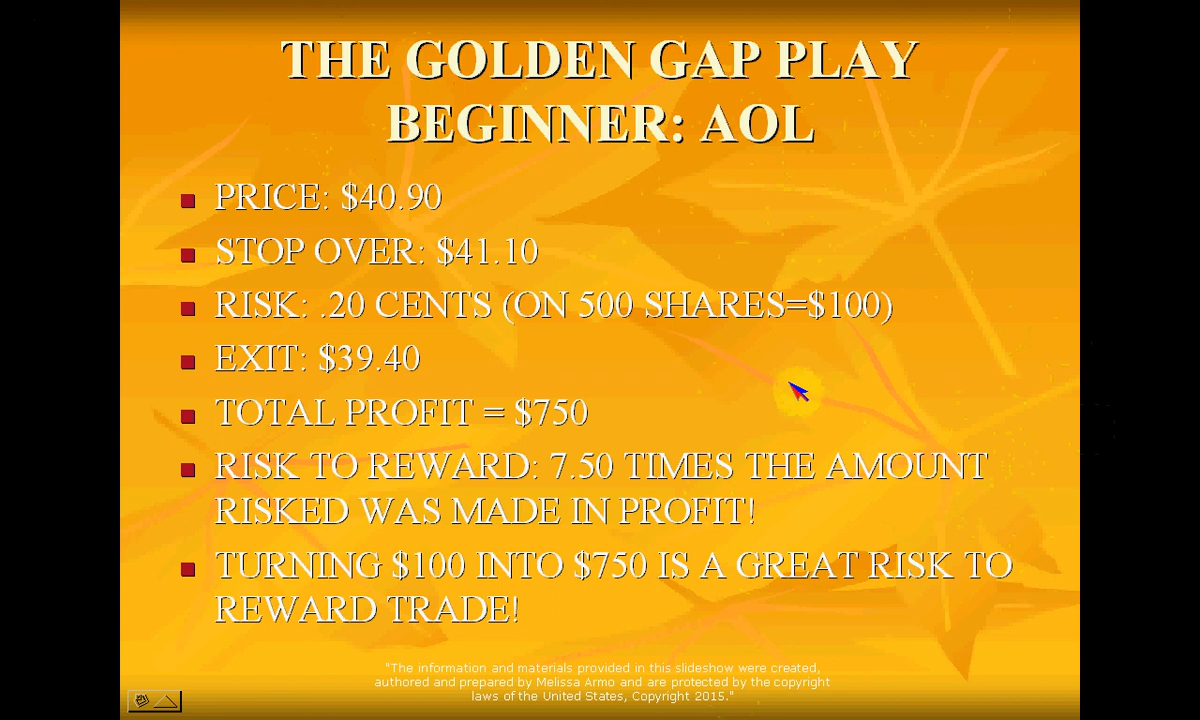 THE GOLDEN GAP PLAY
BEGINNER: AOL
PRICE: $40.90
STOP OVER: $41.10
RISK: .20 CENTS (ON 500 SHARES=$100)
EXIT: $39.40
TOTAL PROFIT = $750
RISK TO REWARD: 7.50 TIMES THE AMOUNT
RISKED WAS MADE IN PROFIT!
TURNING $100 INTO $750 IS A GREAT RISK TO
REWARD TRADE!
"The information and materials provided in this slideshow were created,
authored and prepared by Melissa Armo and are protected by the copyright
laws of the United States, Copyright 2015."